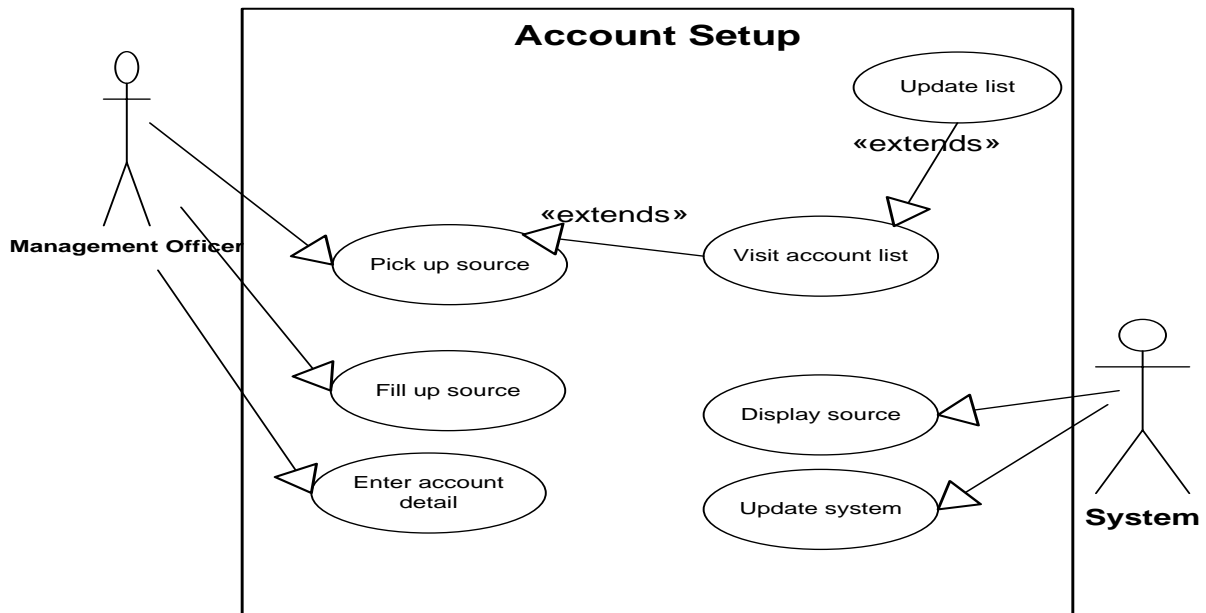 Account Setup
Update list
«extends»
«extends»
Management Officer
Pick up source
Visit account list
Fill up source
Display source
Enter account
detail
Update system
System